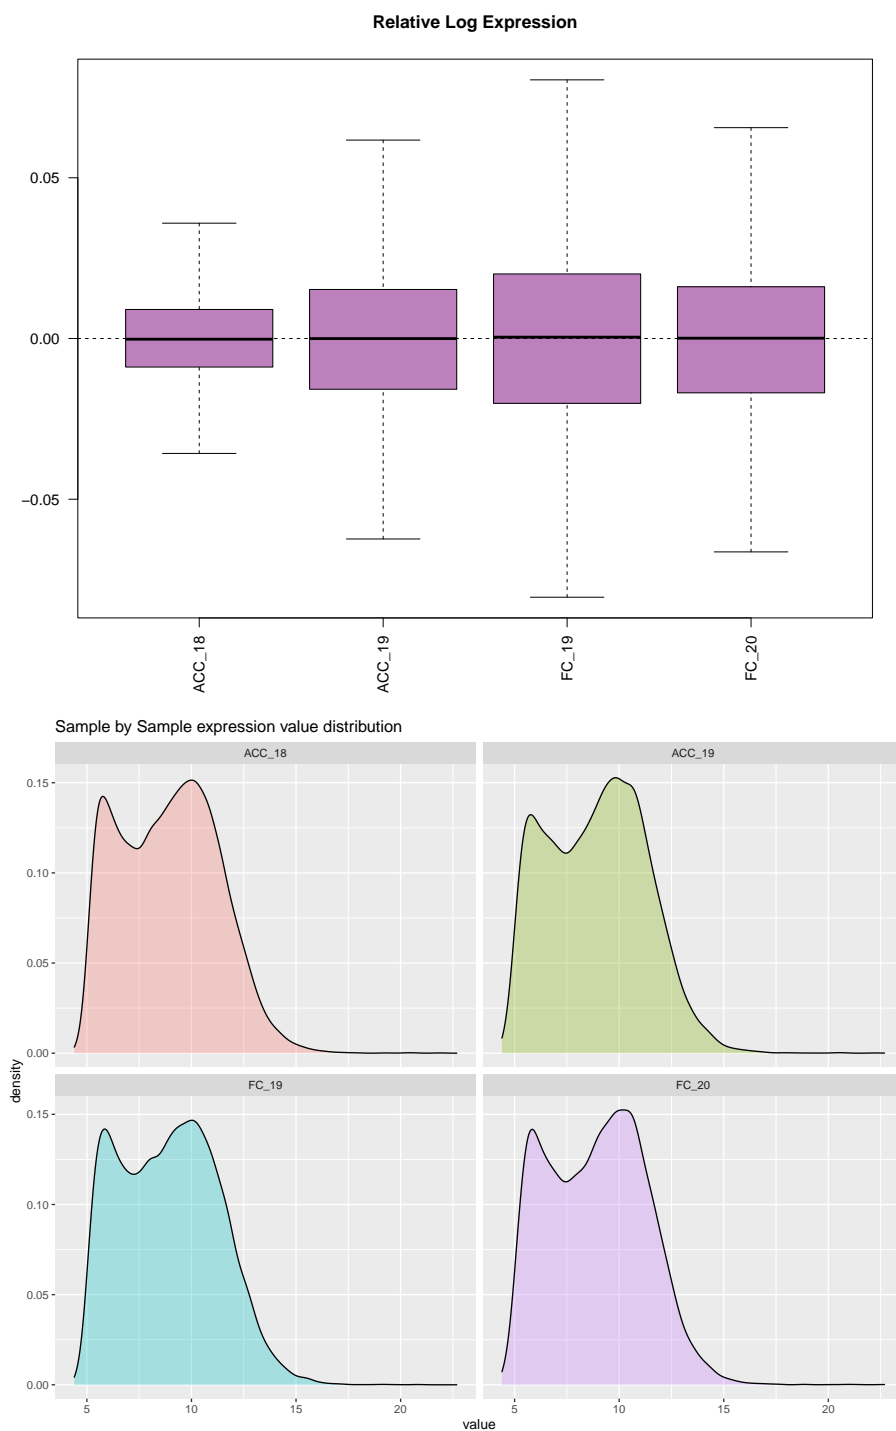 Relative Log Expression
0.05
0.00
−0.05
ACC_18
ACC_19
FC_19
FC_20
Sample by Sample expression value distribution
ACC_18
ACC_19
0.15
0.10
0.05
0.00
FC_19
FC_20
0.15
0.10
0.05
0.00
density
5
10
15
20
5
10
15
20
value